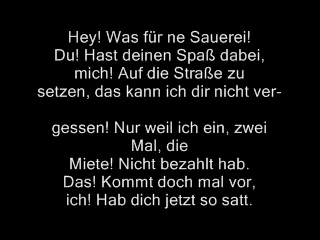 Hey! Was für ne Sauerei!
Du! Hast deinen Spaß dabei,
mich! Auf die Straße zu
setzen, das kann ich dir nicht ver-
gessen! Nur weil ich ein, zwei
Mal, die
Miete! Nicht bezahlt hab.
Das! Kommt doch mal vor,
ich! Hab dich jetzt so satt.